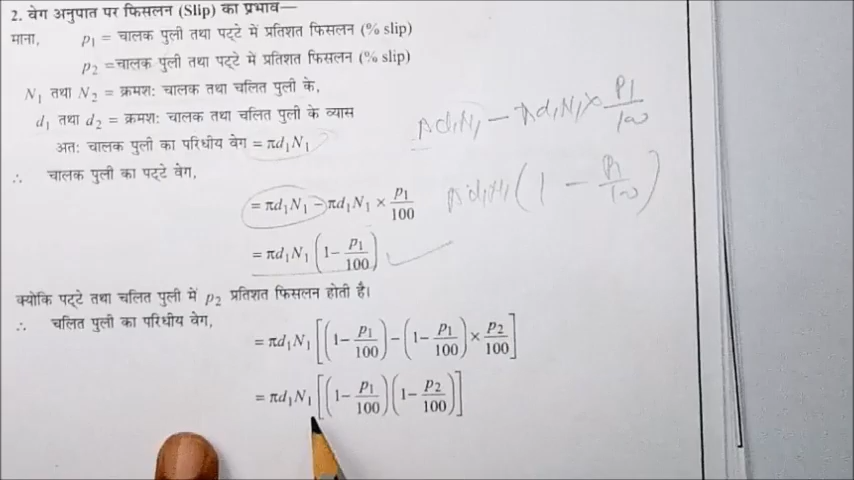 2. वेग अनुपात पर फिसलन (Slip) का प्रभाव—
माना, p₁ = चालक पुली तथा पट्टे में प्रतिशत फिसलन (% slip)
p₂ =चालक पुली तथा पट्टे में प्रतिशत फिसलन (% slip)
N₁ तथा N₂ = क्रमश: चालक तथा चलित पुली के,
d₁ तथा d₂ = क्रमश: चालक तथा चलित पुली के व्यास
अत: चालक पुली का परिधीय वेग = πd₁N₁
∴ चालक पुली का पट्टे वेग,
= πd₁N₁ – πd₁N₁ × p₁/100
= πd₁N₁ (1– p₁/100)
πd₁N₁ – πd₁N₁ × P₁/100
πd₁N₁ (1 – P₁/100)
क्योकि पट्टे तथा चलित पुली में p₂ प्रतिशत फिसलन होती है।
∴ चलित पुली का परिधीय वेग,
= πd₁N₁ [(1– p₁/100) – (1– p₁/100) × p₂/100]
= πd₁N₁ [(1– p₁/100) (1– p₂/100)]